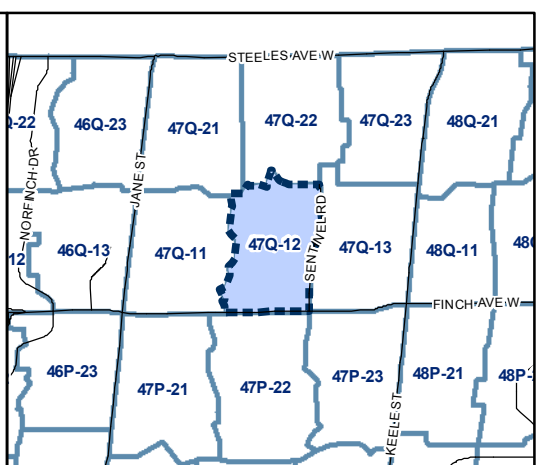 STEELES AVE W
Q-22
46Q-23
47Q-21
47Q-22
47Q-23
48Q-21
NORFINCH DR
JANE ST
SENTINEL RD
12
46Q-13
47Q-11
47Q-12
47Q-13
48Q-11
48
FINCH AVE W
46P-23
47P-21
47P-22
47P-23
48P-21
48P-
KEELE ST